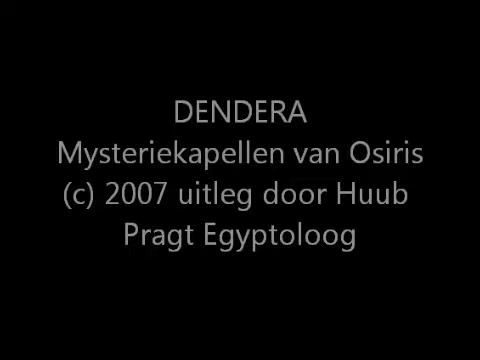 DENDERA
Mysteriekapellen van Osiris
(c) 2007 uitleg door Huub
Pragt Egyptoloog